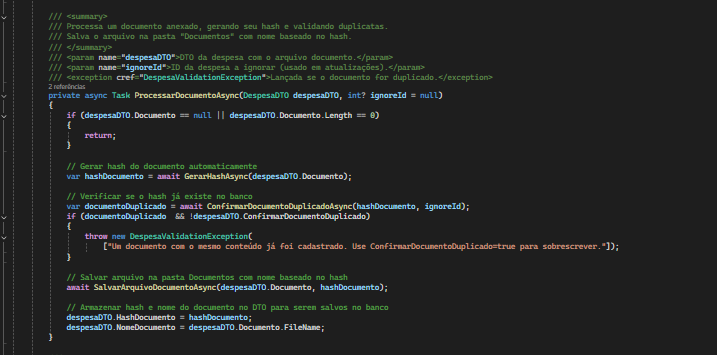 /// <summary>
/// Processa um documento anexado, gerando seu hash e validando duplicatas.
/// Salva o arquivo na pasta "Documentos" com nome baseado no hash.
/// </summary>
/// <param name="despesaDTO">DTO da despesa com o arquivo documento.</param>
/// <param name="ignoreId">ID da despesa a ignorar (usado em atualizações).</param>
/// <exception cref="DespesaValidationException">Lançada se o documento for duplicado.</exception>
2 referências
private async Task ProcessarDocumentoAsync(DespesaDTO despesaDTO, int? ignoreId = null)
{
if (despesaDTO.Documento == null || despesaDTO.Documento.Length == 0)
{
return;
}
// Gerar hash do documento automaticamente
var hashDocumento = await GerarHashAsync(despesaDTO.Documento);
// Verificar se o hash já existe no banco
var documentoDuplicado = await ConfirmarDocumentoDuplicadoAsync(hashDocumento, ignoreId);
if (documentoDuplicado && !despesaDTO.ConfirmarDocumentoDuplicado)
{
throw new DespesaValidationException(
["Um documento com o mesmo conteúdo já foi cadastrado. Use ConfirmarDocumentoDuplicado=true para sobrescrever."]);
}
// Salvar arquivo na pasta Documentos com nome baseado no hash
await SalvarArquivoDocumentoAsync(despesaDTO.Documento, hashDocumento);
// Armazenar hash e nome do documento no DTO para serem salvos no banco
despesaDTO.HashDocumento = hashDocumento;
despesaDTO.NomeDocumento = despesaDTO.Documento.FileName;
}